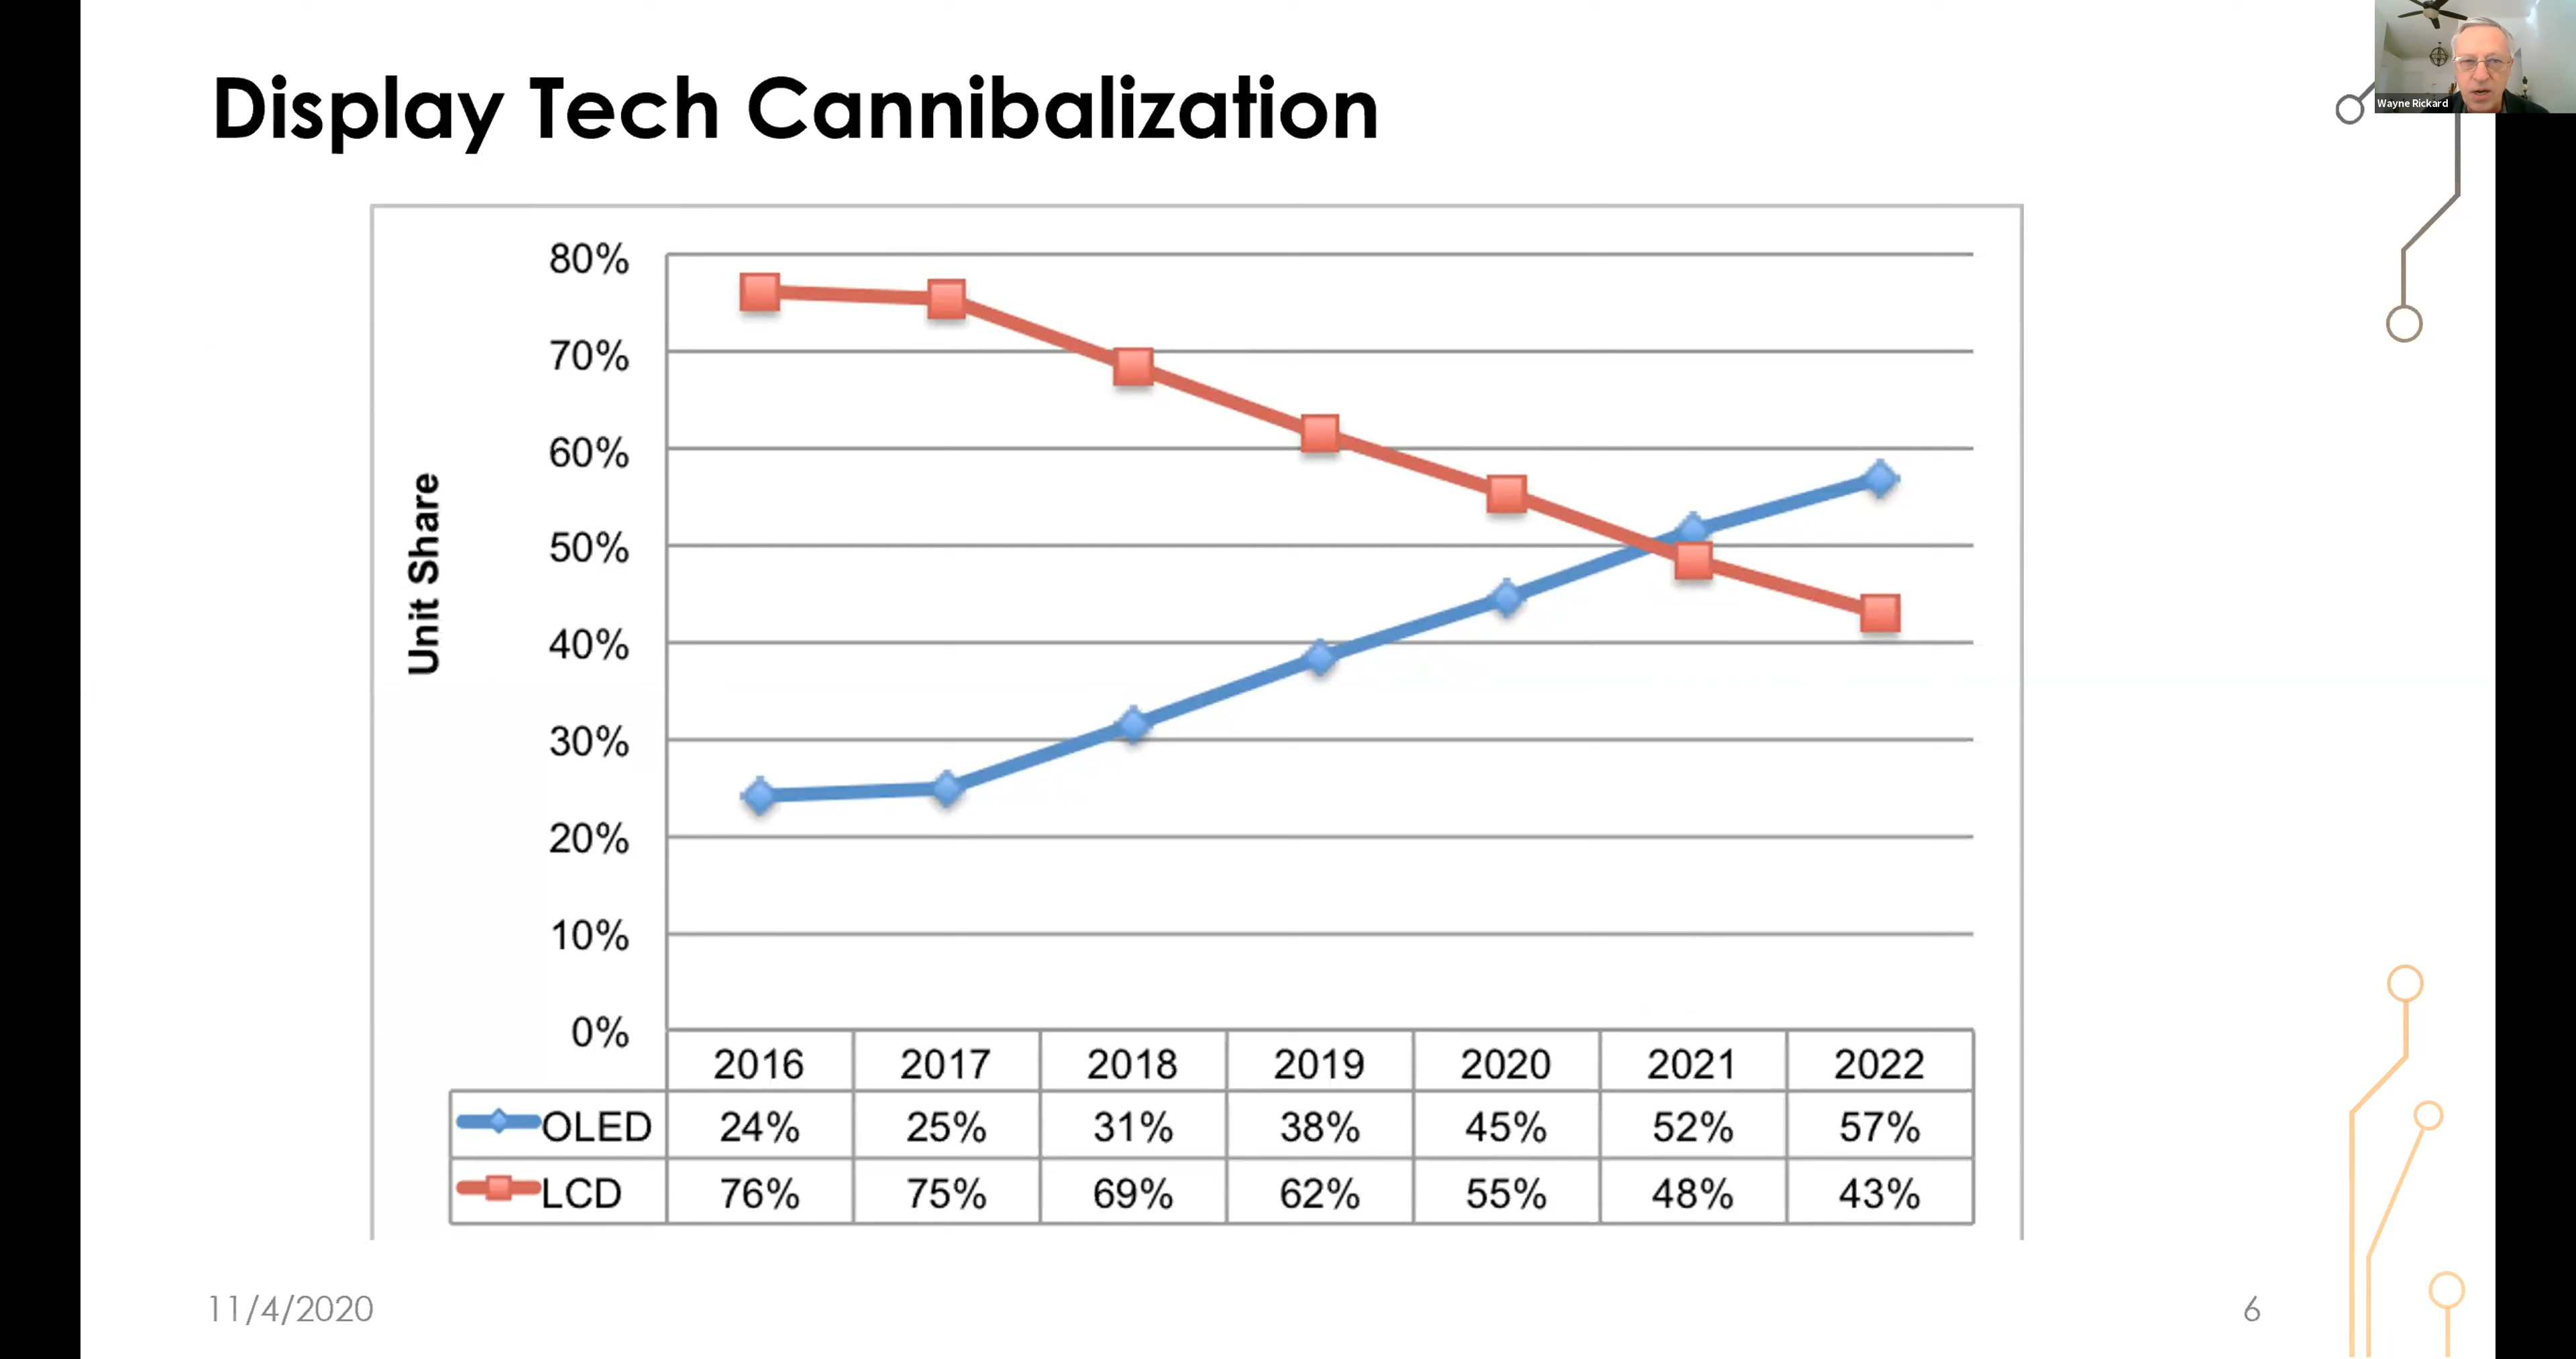 Display Tech Cannibalization
Wayne Rickard
80%
70%
60%
50%
40%
30%
20%
10%
0%
Unit Share
2016 2017 2018 2019 2020 2021 2022
OLED 24% 25% 31% 38% 45% 52% 57%
LCD 76% 75% 69% 62% 55% 48% 43%
11/4/2020
6